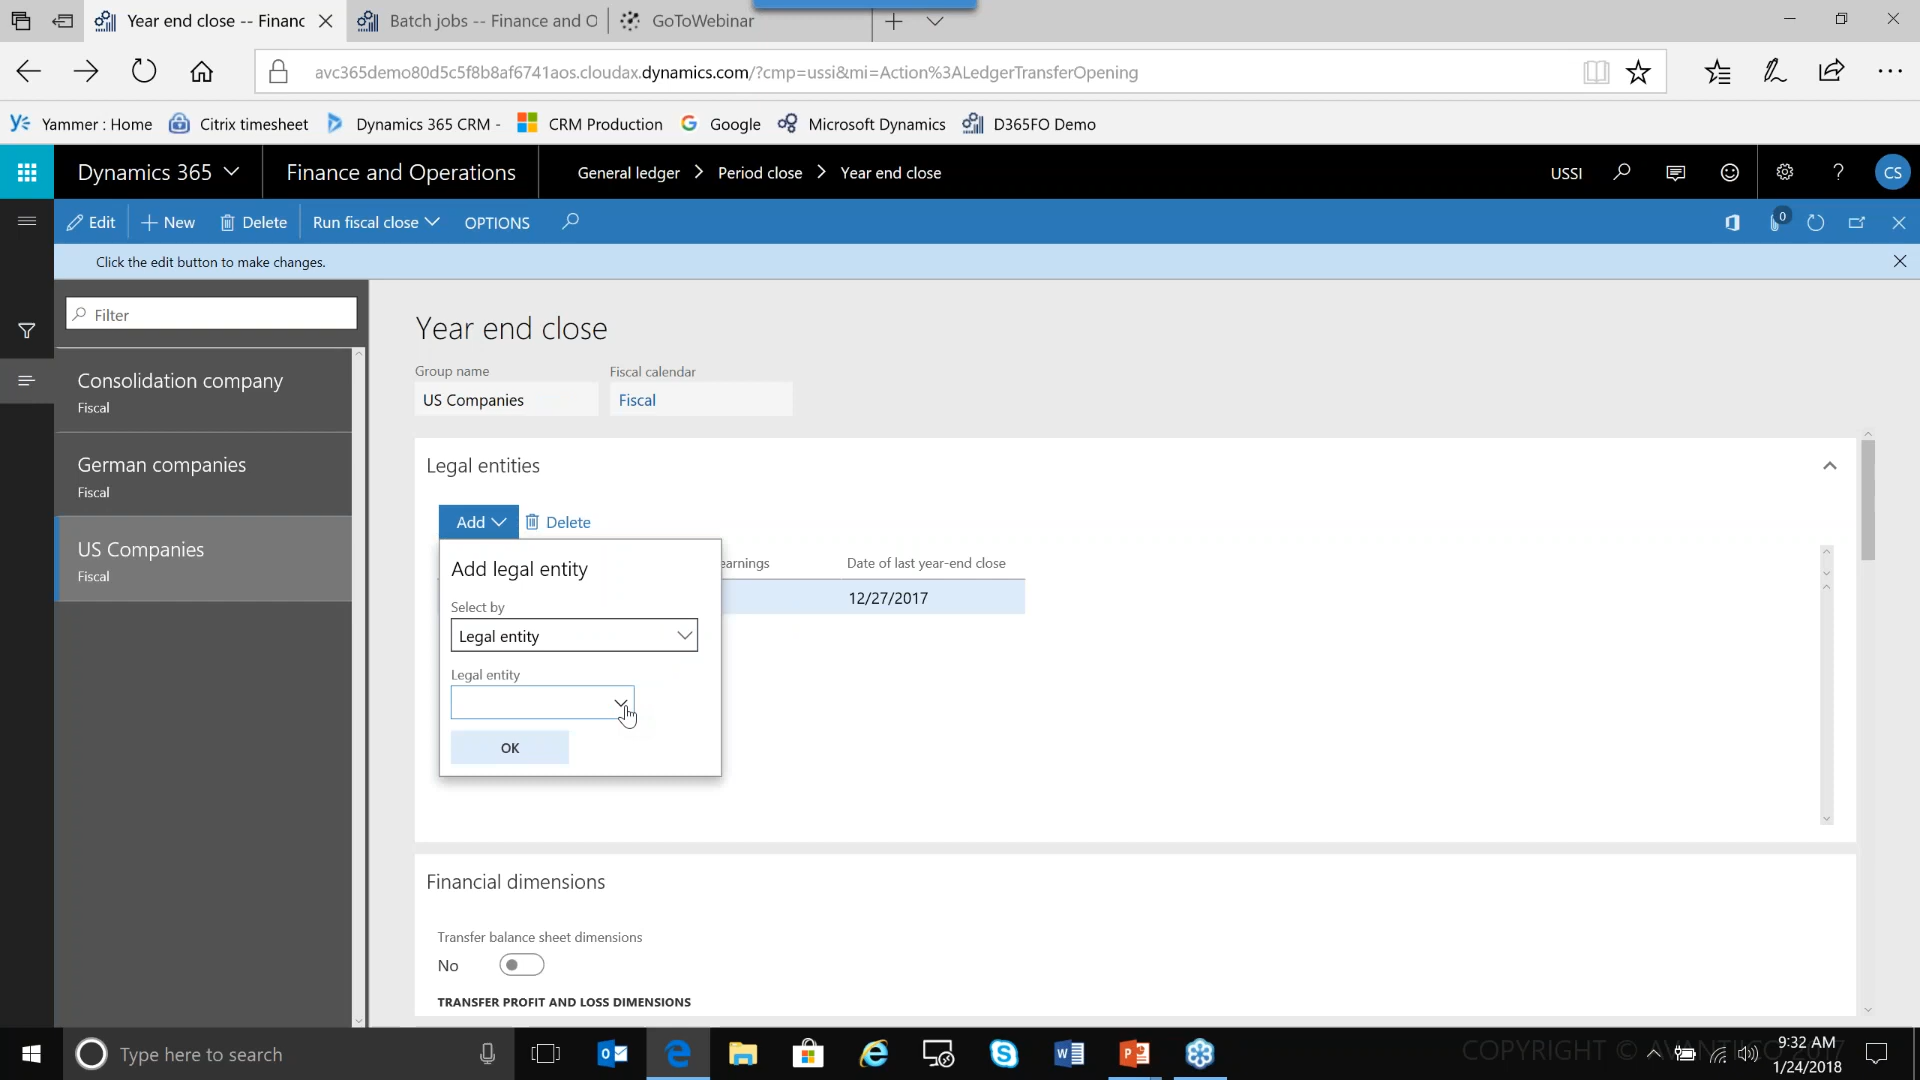 Year end close -- Financ
Batch jobs -- Finance and O
GoToWebinar
avc365demo80d5c5f8b8af6741aos.cloudax.dynamics.com/?cmp=ussi&mi=Action%3ALedgerTransferOpening
Yammer : Home
Citrix timesheet
Dynamics 365 CRM -
CRM Production
Google
Microsoft Dynamics
D365FO Demo
Dynamics 365
Finance and Operations
General ledger
Period close
Year end close
USSI
?
CS
Edit
New
Delete
Run fiscal close
OPTIONS
0
Click the edit button to make changes.
Filter
Consolidation company
Fiscal
German companies
Fiscal
US Companies
Fiscal
Year end close
Group name
Fiscal calendar
US Companies
Fiscal
Legal entities
Add
Delete
Add legal entity
earnings
Date of last year-end close
12/27/2017
Select by
Legal entity
Legal entity
OK
Financial dimensions
Transfer balance sheet dimensions
No
TRANSFER PROFIT AND LOSS DIMENSIONS
Type here to search
COPYRIGHT © AVANTIICO 2017
9:32 AM
1/24/2018